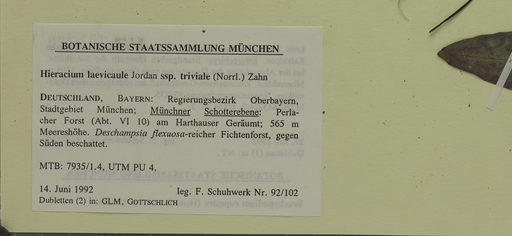 BOTANISCHE STAATSSAMMLUNG MÜNCHEN
Hieracium laevicaule Jordan ssp. triviale (Norrl.) Zahn
DEUTSCHLAND, BAYERN: Regierungsbezirk Oberbayern,
Stadtgebiet München; Münchner Schotterebene: Perla-
cher Forst (Abt. VI 10) am Harthauser Geräumt; 565 m
Meereshöhe. Deschampsia flexuosa-reicher Fichtenforst, gegen
Süden beschattet.
MTB: 7935/1.4, UTM PU 4,
14. Juni 1992 leg. F. Schuhwerk Nr. 92/102
Dubletten (2) in: GLM, GOTTSCHLICH